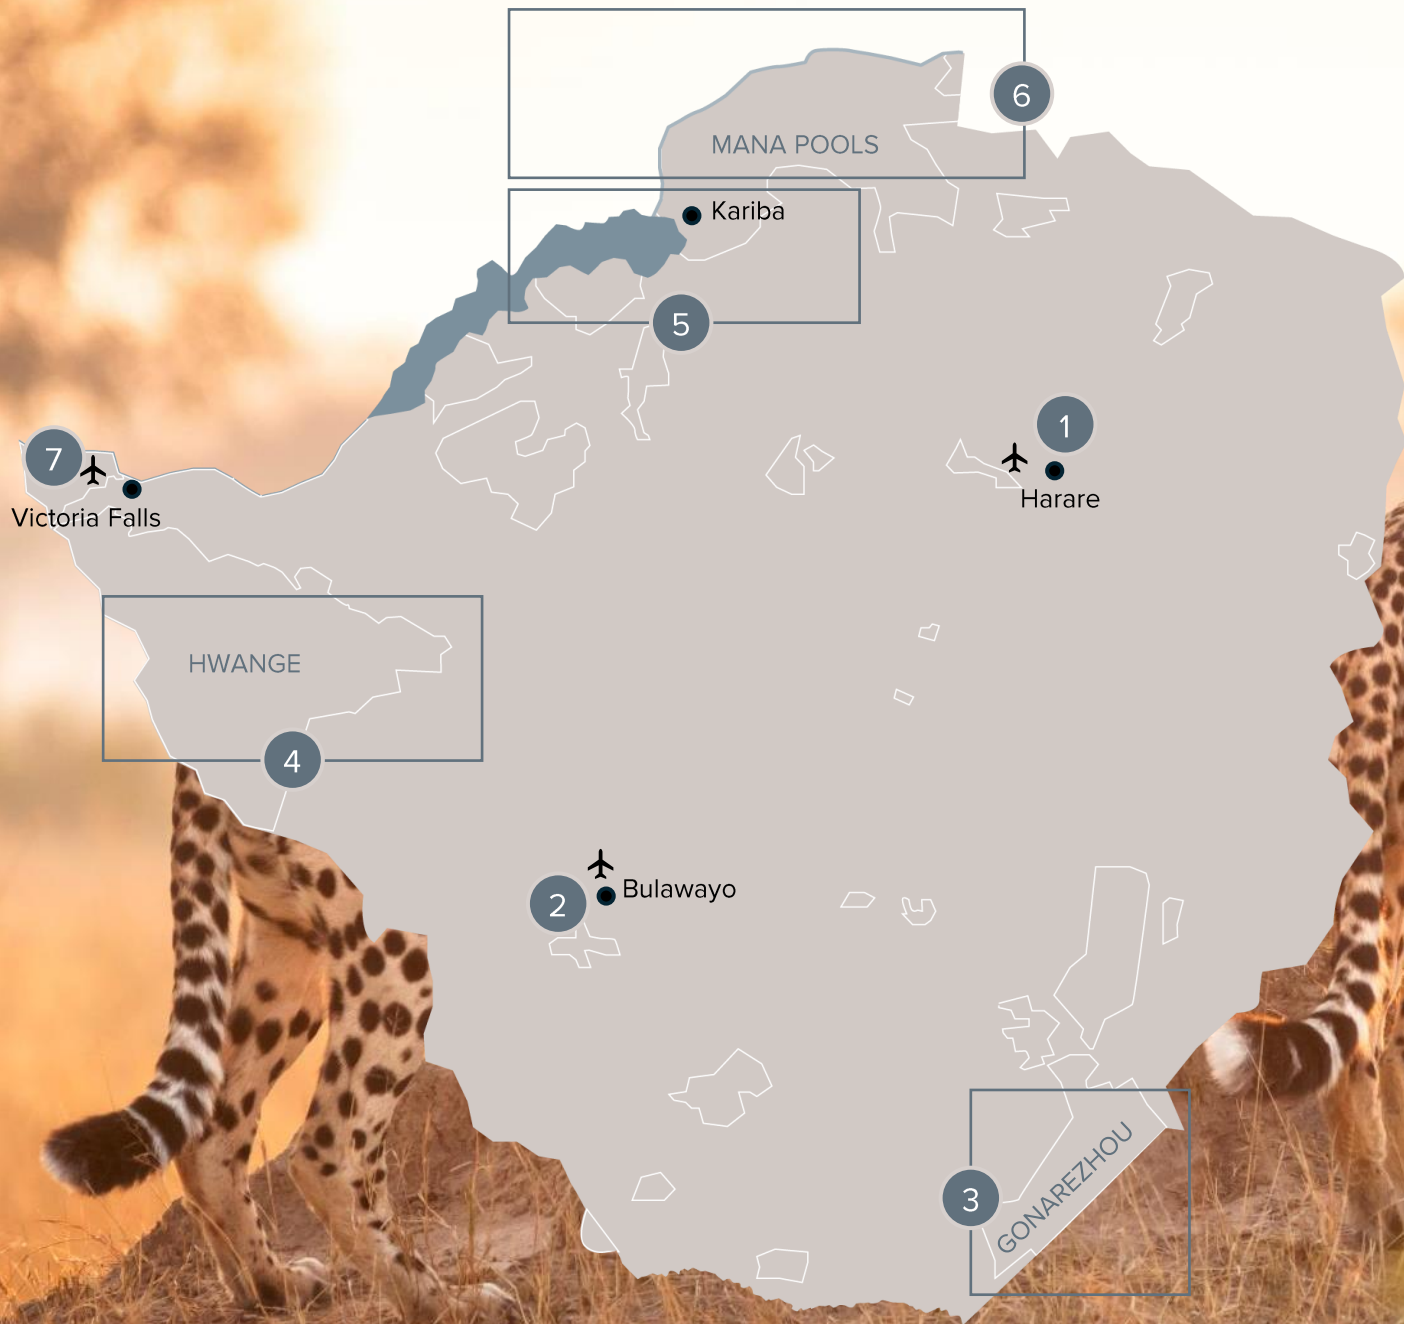 6
MANA POOLS
Kariba
5
1
Harare
7
Victoria Falls
HWANGE
4
2
Bulawayo
3
GONAREZHOU